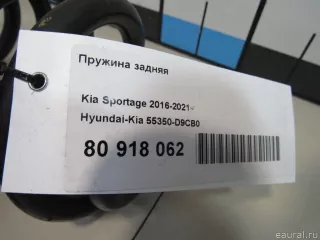 Пружина задняя
Kia Sportage 2016-2021
Hyundai-Kia 55350-D9CB0
80 918 062
eaural.ru